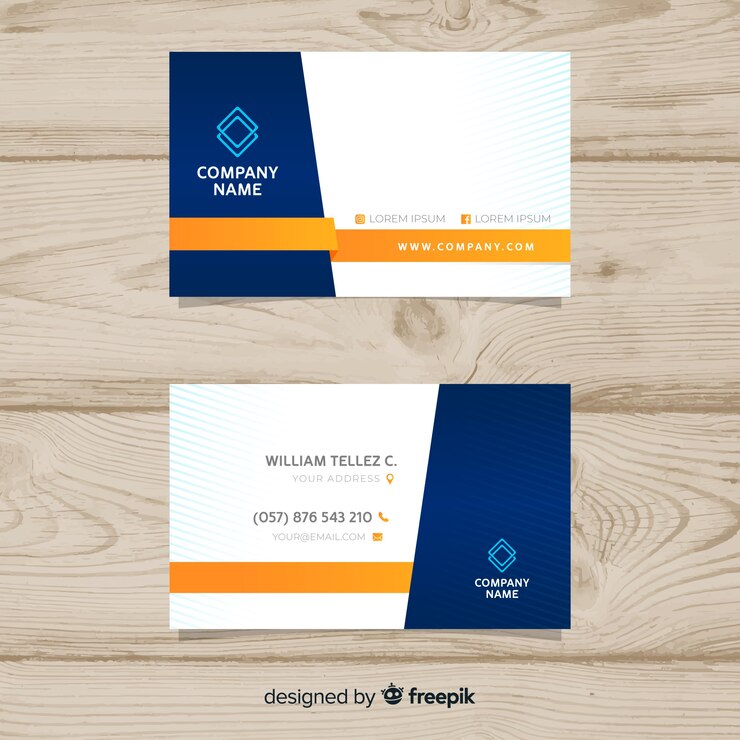 COMPANY
NAME
LOREM IPSUM LOREM IPSUM
WWW.COMPANY.COM
WILLIAM TELLEZ C.
YOUR ADDRESS
(057) 876 543 210
YOUR@EMAIL.COM
COMPANY
NAME
designed by freepik